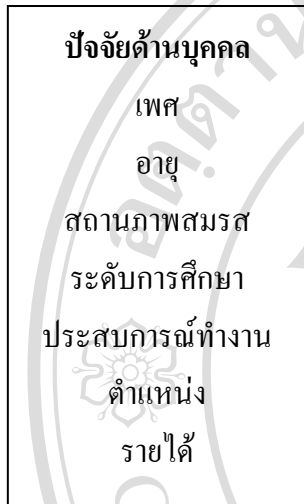 ปัจจัยด้านบุคคล
เพศ
อายุ
สถานภาพสมรส
ระดับการศึกษา
ประสบการณ์ทำงาน
ตำแหน่ง
รายได้